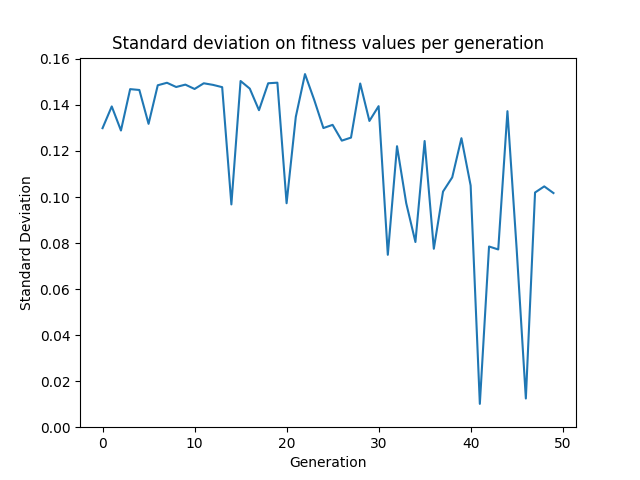 Standard deviation on fitness values per generation
0.16
0.14
0.12
0.10
0.08
0.06
0.04
0.02
0.00
Standard Deviation
0 10 20 30 40 50
Generation